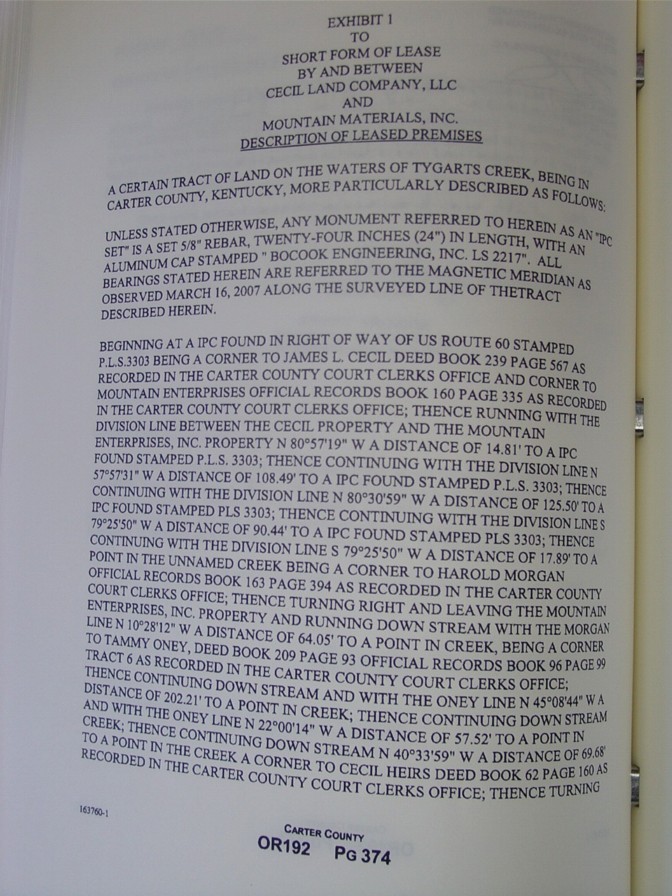 EXHIBIT 1
TO
SHORT FORM OF LEASE
BY AND BETWEEN
CECIL LAND COMPANY, LLC
AND
MOUNTAIN MATERIALS, INC.
DESCRIPTION OF LEASED PREMISES
A CERTAIN TRACT OF LAND ON THE WATERS OF TYGARTS CREEK, BEING IN
CARTER COUNTY, KENTUCKY, MORE PARTICULARLY DESCRIBED AS FOLLOWS:
UNLESS STATED OTHERWISE, ANY MONUMENT REFERRED TO HEREIN AS AN "IPC
SET" IS A SET 5/8" REBAR, TWENTY-FOUR INCHES (24") IN LENGTH, WITH AN
ALUMINUM CAP STAMPED " BOCOOK ENGINEERING, INC. LS 2217". ALL
BEARINGS STATED HEREIN ARE REFERRED TO THE MAGNETIC MERIDIAN AS
OBSERVED MARCH 16, 2007 ALONG THE SURVEYED LINE OF THETRACT
DESCRIBED HEREIN.
BEGINNING AT A IPC FOUND IN RIGHT OF WAY OF US ROUTE 60 STAMPED
P.L.S.3303 BEING A CORNER TO JAMES L. CECIL DEED BOOK 239 PAGE 567 AS
RECORDED IN THE CARTER COUNTY COURT CLERKS OFFICE AND CORNER TO
MOUNTAIN ENTERPRISES OFFICIAL RECORDS BOOK 160 PAGE 335 AS RECORDED
IN THE CARTER COUNTY COURT CLERKS OFFICE; THENCE RUNNING WITH THE
DIVISION LINE BETWEEN THE CECIL PROPERTY AND THE MOUNTAIN
ENTERPRISES, INC. PROPERTY N 80°57'19" W A DISTANCE OF 14.81' TO A IPC
FOUND STAMPED P.L.S. 3303; THENCE CONTINUING WITH THE DIVISION LINE N
57°57'31" W A DISTANCE OF 108.49' TO A IPC FOUND STAMPED P.L.S. 3303; THENCE
CONTINUING WITH THE DIVISION LINE N 80°30'59" W A DISTANCE OF 125.50' TO A
IPC FOUND STAMPED PLS 3303; THENCE CONTINUING WITH THE DIVISION LINE S
79°25'50" W A DISTANCE OF 90.44' TO A IPC FOUND STAMPED PLS 3303; THENCE
CONTINUING WITH THE DIVISION LINE S 79°25'50" W A DISTANCE OF 17.89' TO A
POINT IN THE UNNAMED CREEK BEING A CORNER TO HAROLD MORGAN
OFFICIAL RECORDS BOOK 163 PAGE 394 AS RECORDED IN THE CARTER COUNTY
COURT CLERKS OFFICE; THENCE TURNING RIGHT AND LEAVING THE MOUNTAIN
ENTERPRISES, INC. PROPERTY AND RUNNING DOWN STREAM WITH THE MORGAN
LINE N 10°28'12" W A DISTANCE OF 64.05' TO A POINT IN CREEK, BEING A CORNER
TO TAMMY ONEY, DEED BOOK 209 PAGE 93 OFFICIAL RECORDS BOOK 96 PAGE 99
TRACT 6 AS RECORDED IN THE CARTER COUNTY COURT CLERKS OFFICE;
THENCE CONTINUING DOWN STREAM AND WITH THE ONEY LINE N 45°08'44" W A
DISTANCE OF 202.21' TO A POINT IN CREEK; THENCE CONTINUING DOWN STREAM
AND WITH THE ONEY LINE N 22°00'14" W A DISTANCE OF 57.52' TO A POINT IN
CREEK; THENCE CONTINUING DOWN STREAM N 40°33'59" W A DISTANCE OF 69.68'
TO A POINT IN THE CREEK A CORNER TO CECIL HEIRS DEED BOOK 62 PAGE 160 AS
RECORDED IN THE CARTER COUNTY COURT CLERKS OFFICE; THENCE TURNING
163760-1
CARTER COUNTY
OR192 PG 374